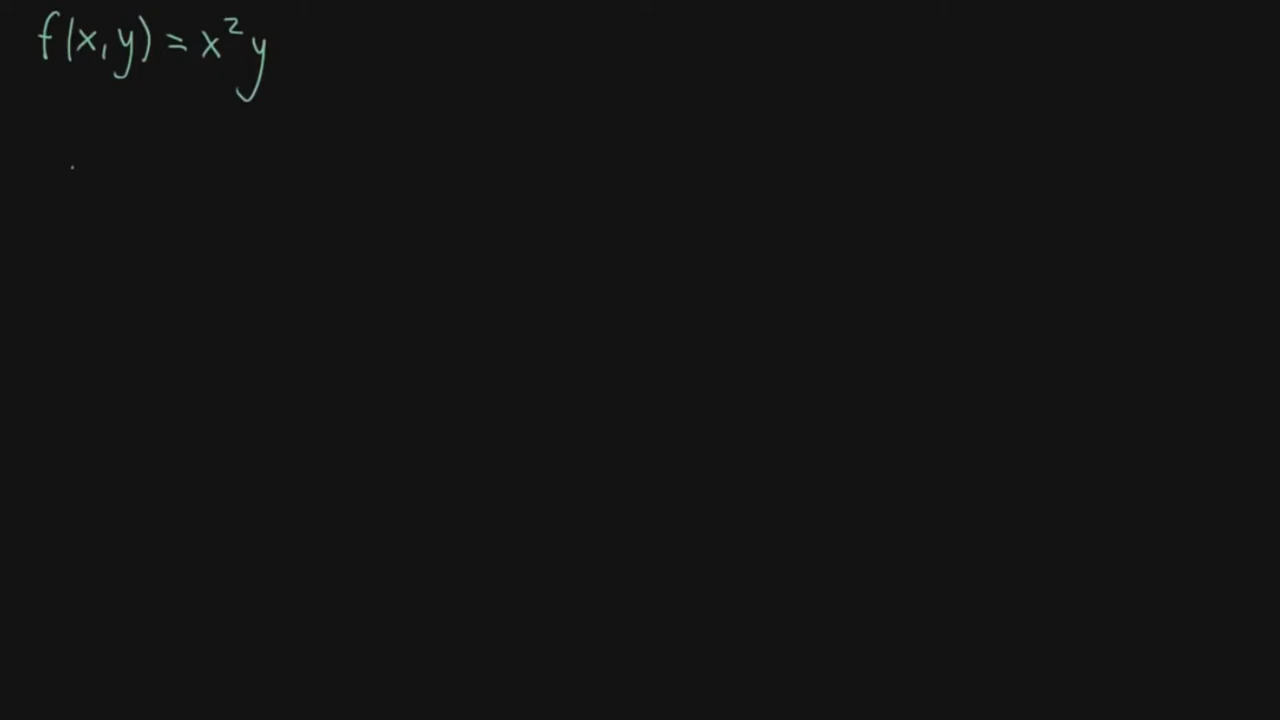 f(x,y) = x²y